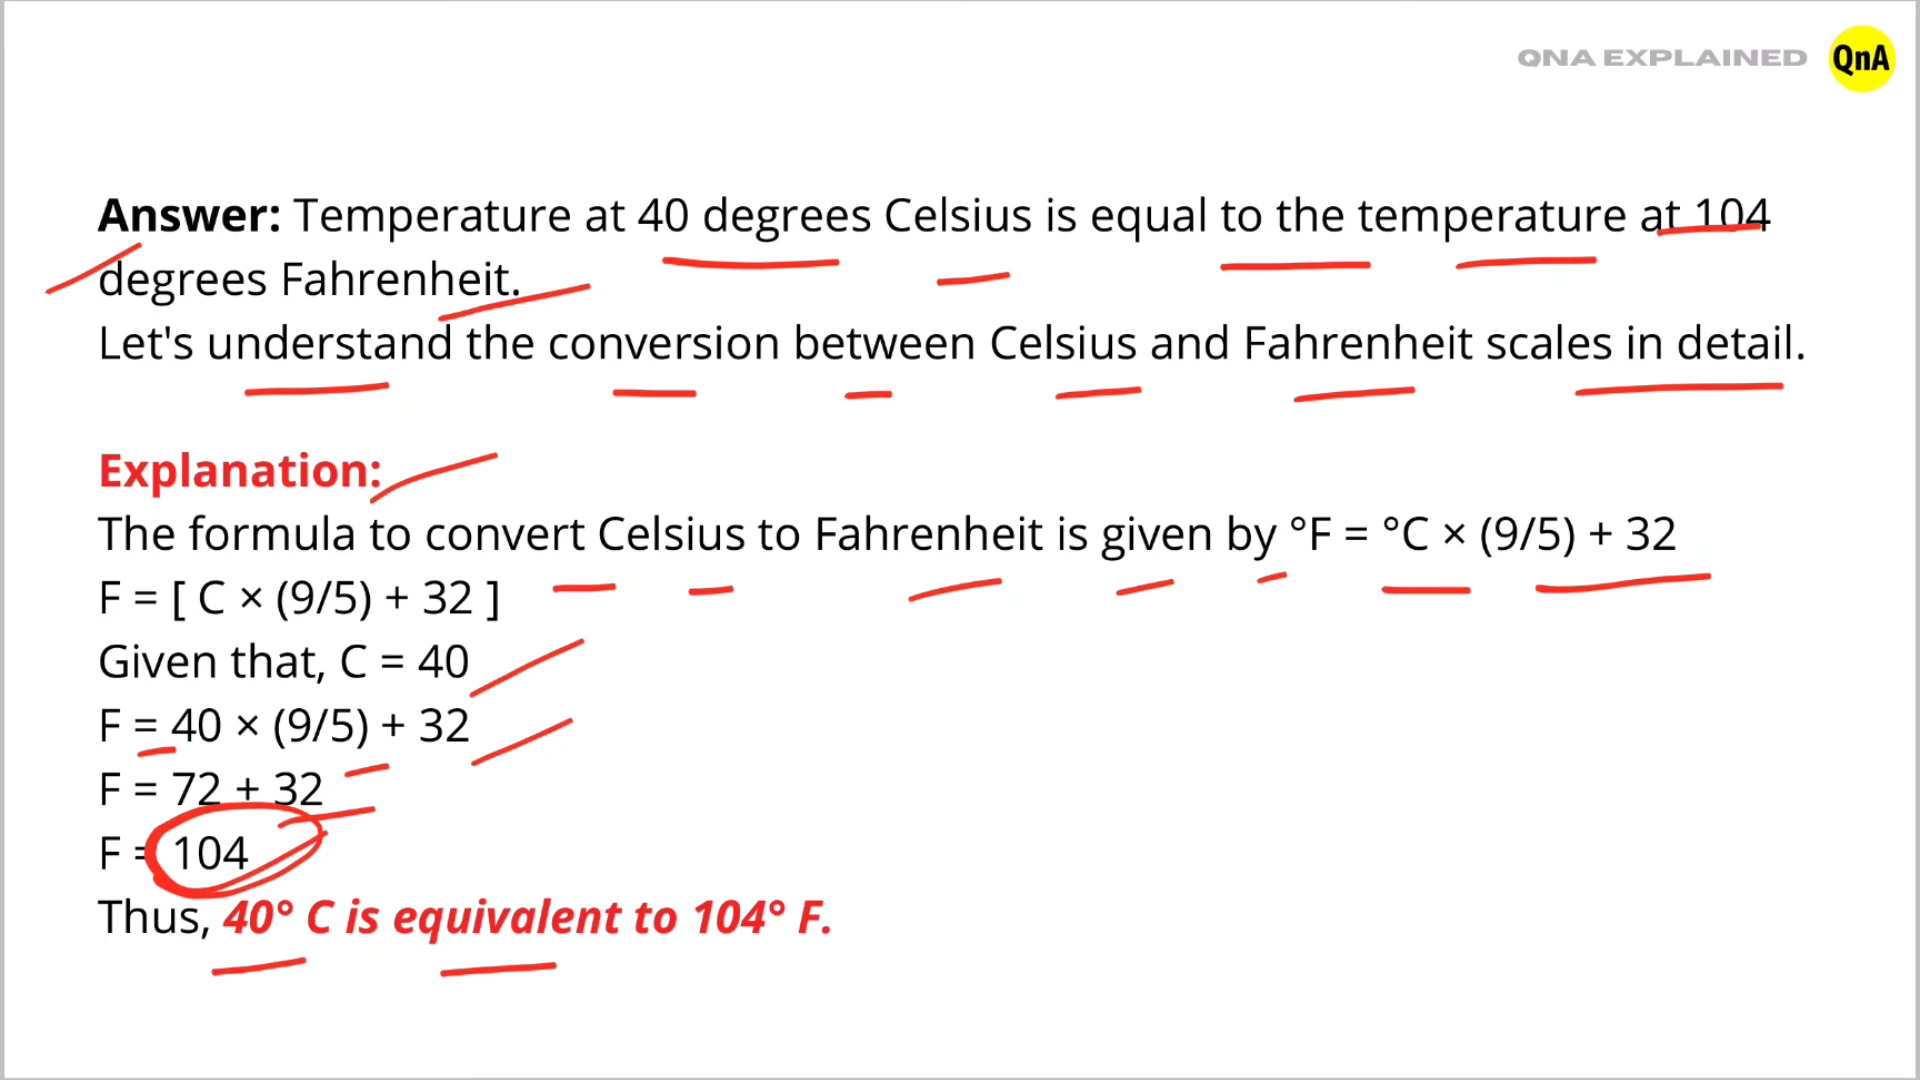 QNA EXPLAINED QnA
Answer: Temperature at 40 degrees Celsius is equal to the temperature at 104
degrees Fahrenheit.
Let's understand the conversion between Celsius and Fahrenheit scales in detail.
Explanation:
The formula to convert Celsius to Fahrenheit is given by °F = °C × (9/5) + 32
F = [ C × (9/5) + 32 ]
Given that, C = 40
F = 40 × (9/5) + 32
F = 72 + 32
F = 104
Thus, 40° C is equivalent to 104° F.